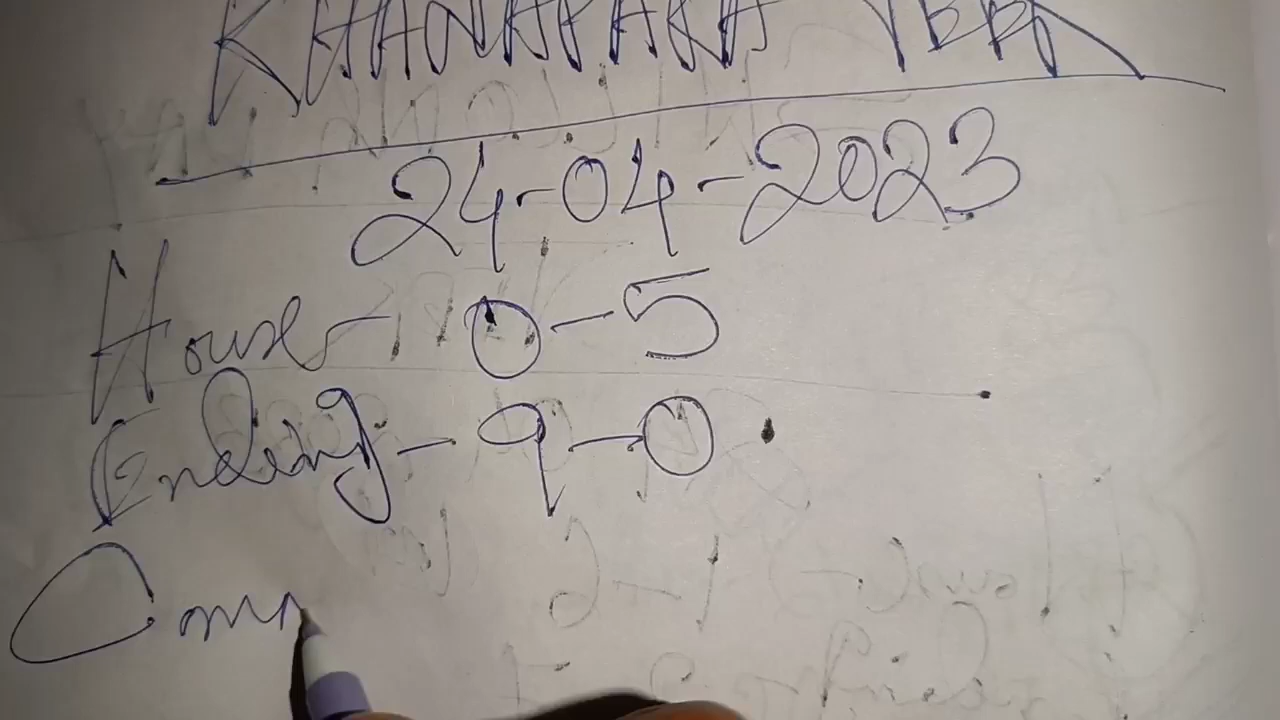 KHANAPARA TEER
24-04-2023
House - 0-5
Ending - 9-0
Com